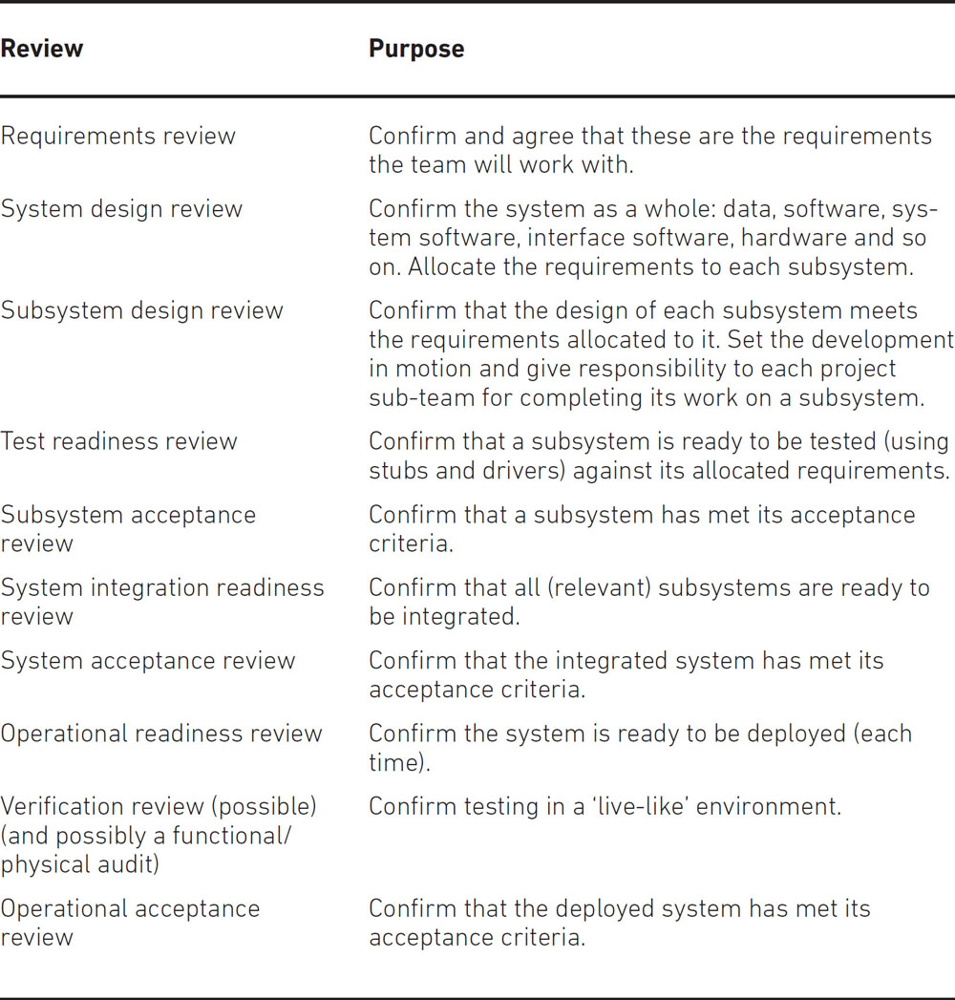 Review Purpose
Requirements review Confirm and agree that these are the requirements
the team will work with.
System design review Confirm the system as a whole: data, software, sys-
tem software, interface software, hardware and so
on. Allocate the requirements to each subsystem.
Subsystem design review Confirm that the design of each subsystem meets
the requirements allocated to it. Set the development
in motion and give responsibility to each project
sub-team for completing its work on a subsystem.
Test readiness review Confirm that a subsystem is ready to be tested (using
stubs and drivers) against its allocated requirements.
Subsystem acceptance Confirm that a subsystem has met its acceptance
review criteria.
System integration readiness Confirm that all (relevant) subsystems are ready to
review be integrated.
System acceptance review Confirm that the integrated system has met its
acceptance criteria.
Operational readiness review Confirm the system is ready to be deployed (each
time).
Verification review (possible) Confirm testing in a ‘live-like’ environment.
(and possibly a functional/
physical audit)
Operational acceptance Confirm that the deployed system has met its
review acceptance criteria.